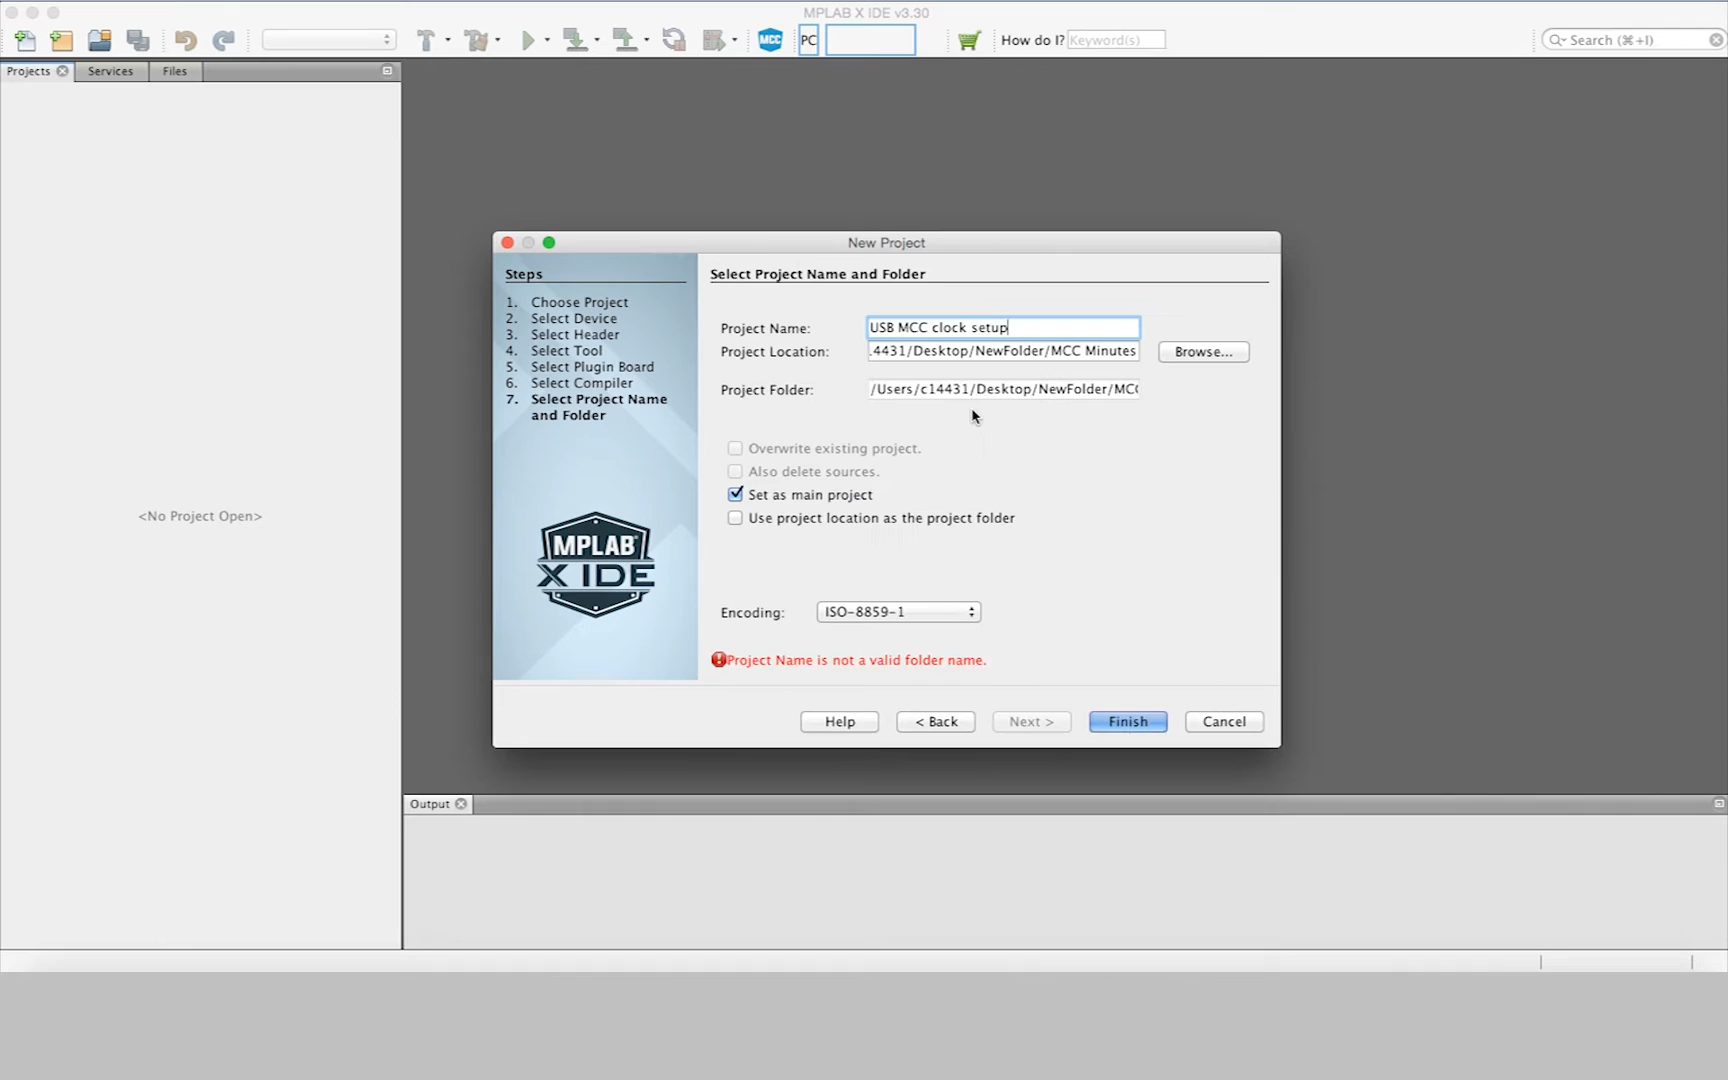 MPLAB X IDE v3.30
MCC
PC
How do I?
Keyword(s)
Search (⌘+I)
Projects
Services
Files
<No Project Open>
New Project
Steps
1. Choose Project
2. Select Device
3. Select Header
4. Select Tool
5. Select Plugin Board
6. Select Compiler
7. Select Project Name
and Folder
MPLAB
X IDE
Select Project Name and Folder
Project Name: USB MCC clock setup
Project Location: .4431/Desktop/NewFolder/MCC Minutes Browse...
Project Folder: /Users/c14431/Desktop/NewFolder/MCC
Overwrite existing project.
Also delete sources.
Set as main project
Use project location as the project folder
Encoding: ISO-8859-1
Project Name is not a valid folder name.
Help < Back Next > Finish Cancel
Output